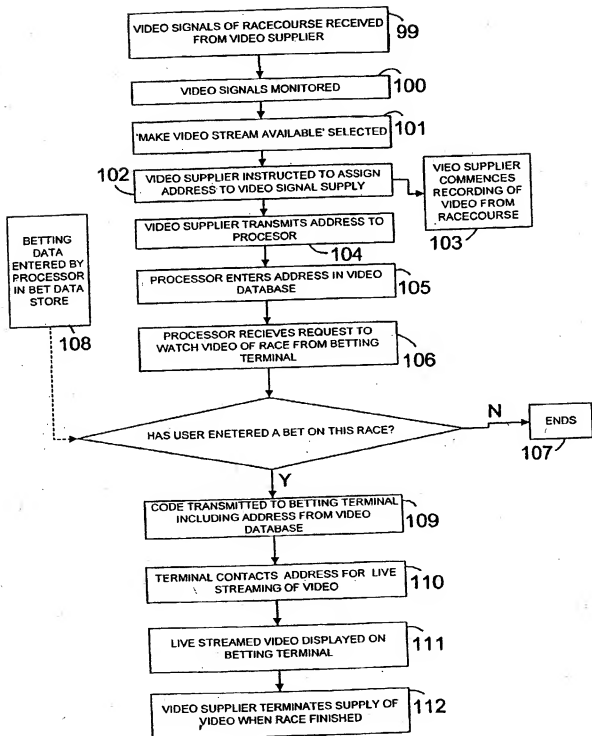 VIDEO SIGNALS OF RACECOURSE RECEIVED
FROM VIDEO SUPPLIER
99
VIDEO SIGNALS MONITORED
100
'MAKE VIDEO STREAM AVAILABLE' SELECTED
101
102
VIDEO SUPPLIER INSTRUCTED TO ASSIGN
ADDRESS TO VIDEO SIGNAL SUPPLY
VIEO SUPPLIER
COMMENCES
RECORDING OF
VIDEO FROM
RACECOURSE
103
VIDEO SUPPLIER TRANSMITS ADDRESS TO
PROCESOR
104
BETTING
DATA
ENTERED BY
PROCESSOR
IN BET DATA
STORE
108
PROCESSOR ENTERS ADDRESS IN VIDEO
DATABASE
105
PROCESSOR RECIEVES REQUEST TO
WATCH VIDEO OF RACE FROM BETTING
TERMINAL
106
HAS USER ENETERED A BET ON THIS RACE?
N
ENDS
107
Y
CODE TRANSMITTED TO BETTING TERMINAL
INCLUDING ADDRESS FROM VIDEO
DATABASE
109
TERMINAL CONTACTS ADDRESS FOR LIVE
STREAMING OF VIDEO
110
LIVE STREAMED VIDEO DISPLAYED ON
BETTING TERMINAL
111
VIDEO SUPPLIER TERMINATES SUPPLY OF
VIDEO WHEN RACE FINISHED
112